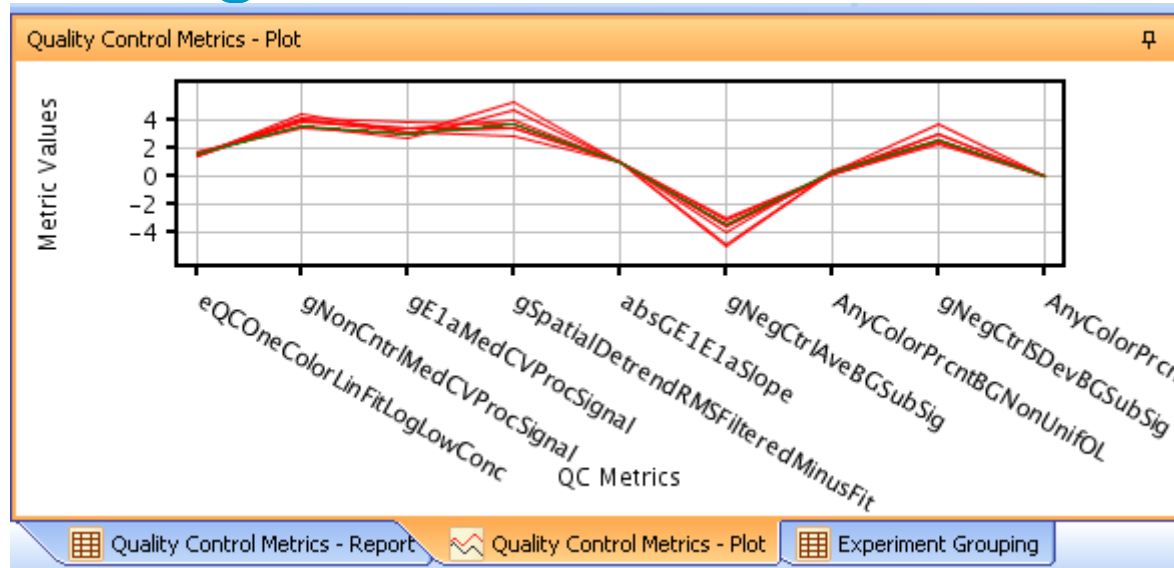 Quality Control Metrics - Plot
Metric Values
4
2
0
−2
−4
eQCOneColorLinFitLogLowConc
gNonCntrlMedCVProcSignal
gE1aMedCVProcSignal
gSpatialDetrendRMSFilteredMinusFit
absGE1E1aSlope
gNegCtrlAveBGSubSig
AnyColorPrcntBGNonUnifOL
gNegCtrlSDevBGSubSig
QC Metrics
Quality Control Metrics - Report
Quality Control Metrics - Plot
Experiment Grouping